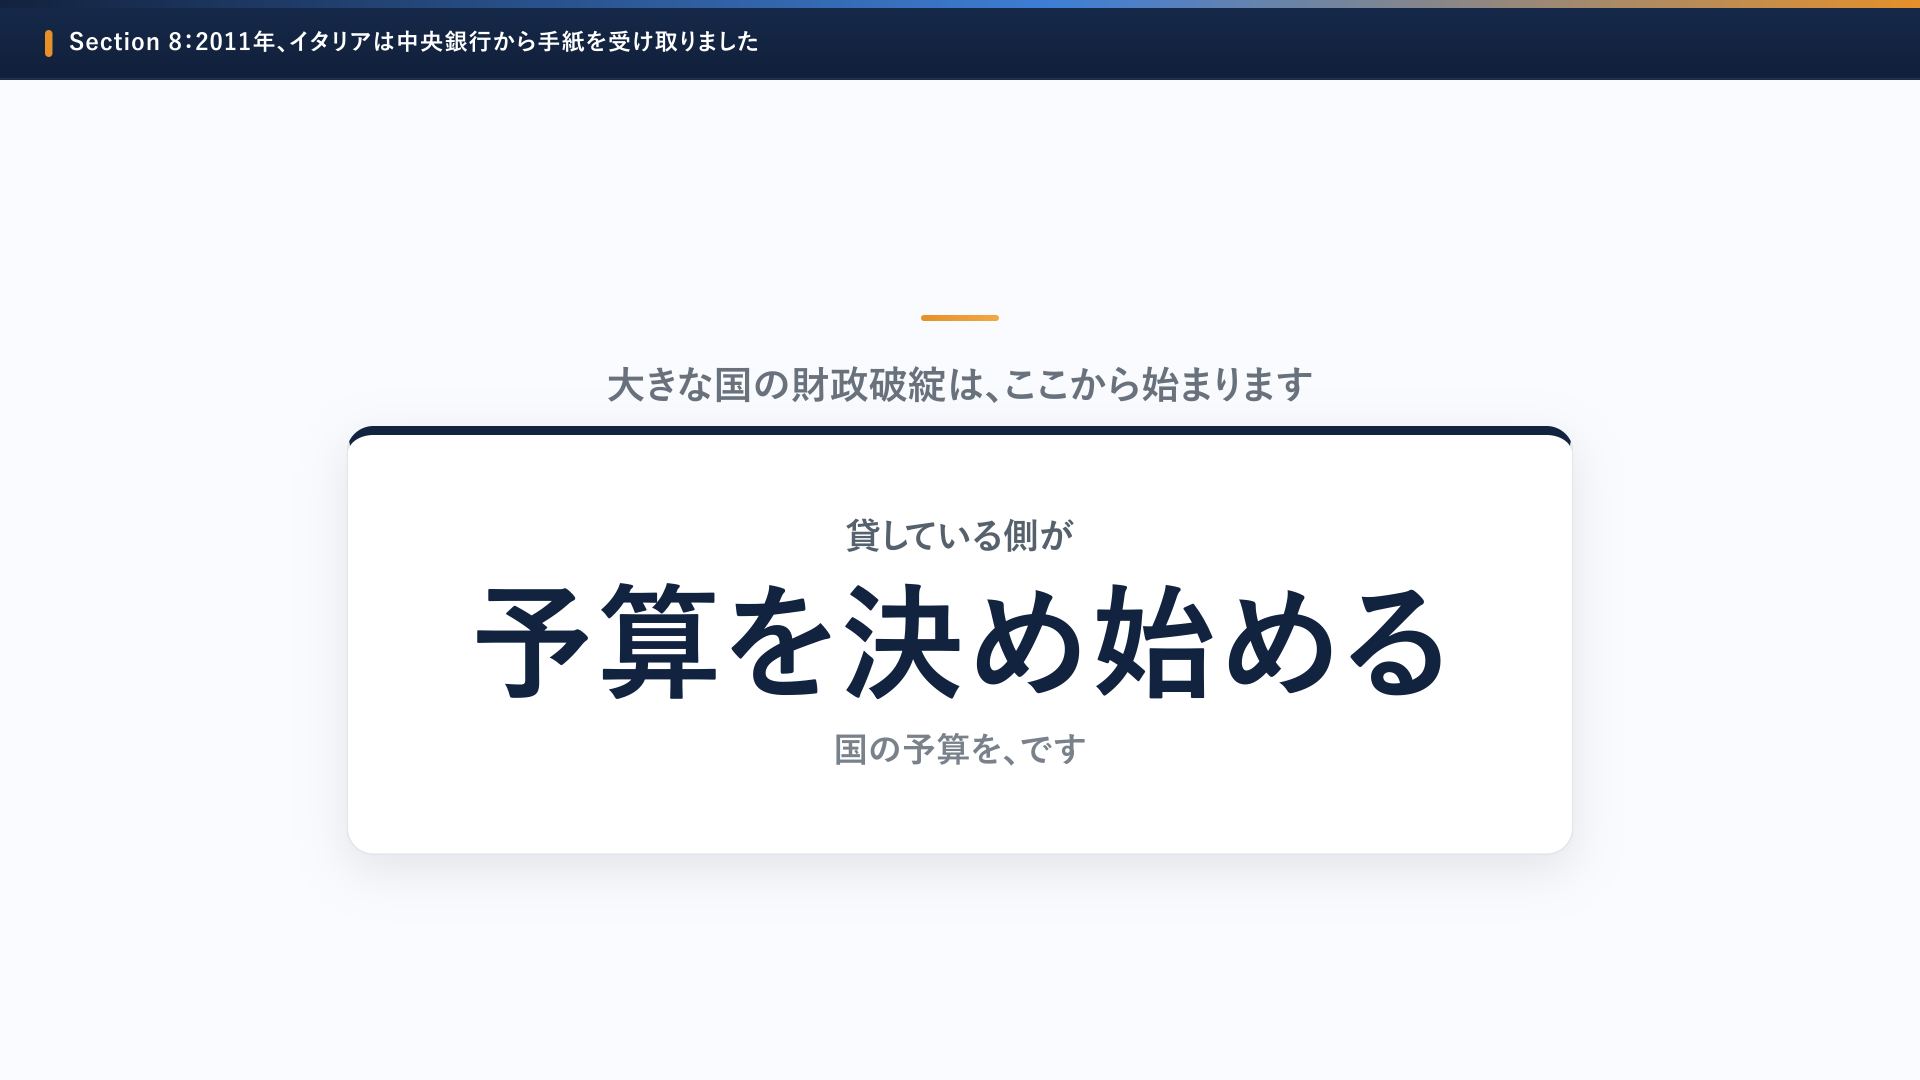 Section 8：2011年、イタリアは中央銀行から手紙を受け取りました
大きな国の財政破綻は、ここから始まります
貸している側が
予算を決め始める
国の予算を、です